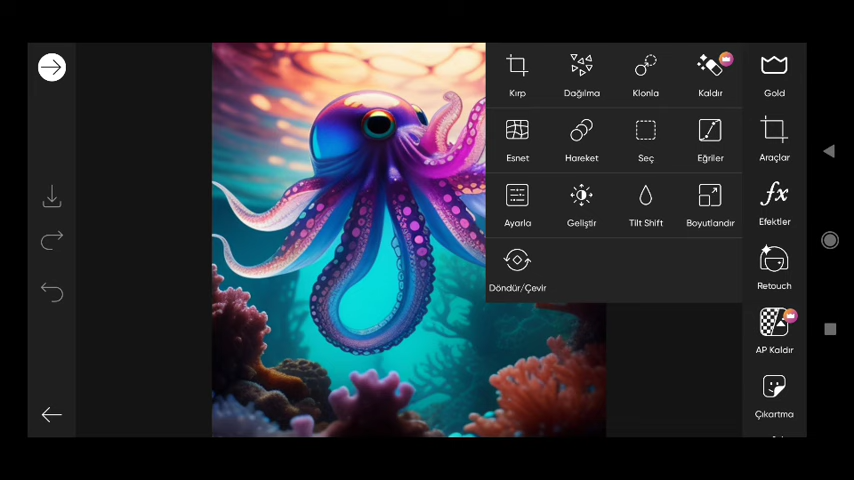 Kırp
Dağılma
Klonla
Kaldır
Gold
Esnet
Hareket
Seç
Eğriler
Araçlar
Ayarla
Geliştir
Tilt Shift
Boyutlandır
fx
Efektler
Döndür/Çevir
Retouch
AP Kaldır
Çıkartma